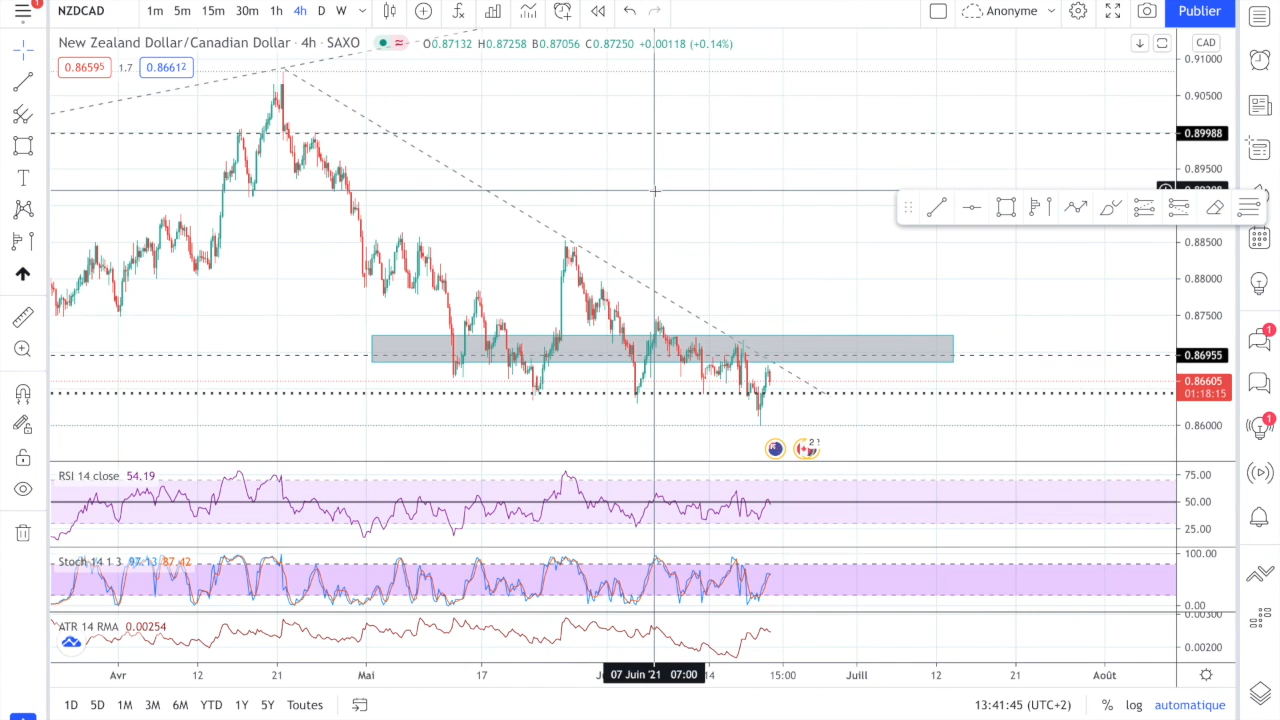 1
NZDCAD 1m 5m 15m 30m 1h 4h D W Anonyme Publier
New Zealand Dollar/Canadian Dollar · 4h · SAXO O0.87132 H0.87258 B0.87056 C0.87250 +0.00118 (+0.14%) CAD
0.86595 1.7 0.86612
0.91000
0.90500
0.89988
0.89500
0.88500
0.88000
0.87500
1
0.86955
0.86605
01:18:15
0.86000
1
RSI 14 close 54.19
75.00
50.00
25.00
Stoch 14 1 3 97.13 87.42
100.00
0.00
ATR 14 RMA 0.00254
0.00300
0.00200
Avr 12 21 Mai 17 07 Juin '21 07:00 14 15:00 Juill 12 21 Août
1D 5D 1M 3M 6M YTD 1Y 5Y Toutes 13:41:45 (UTC+2) % log automatique